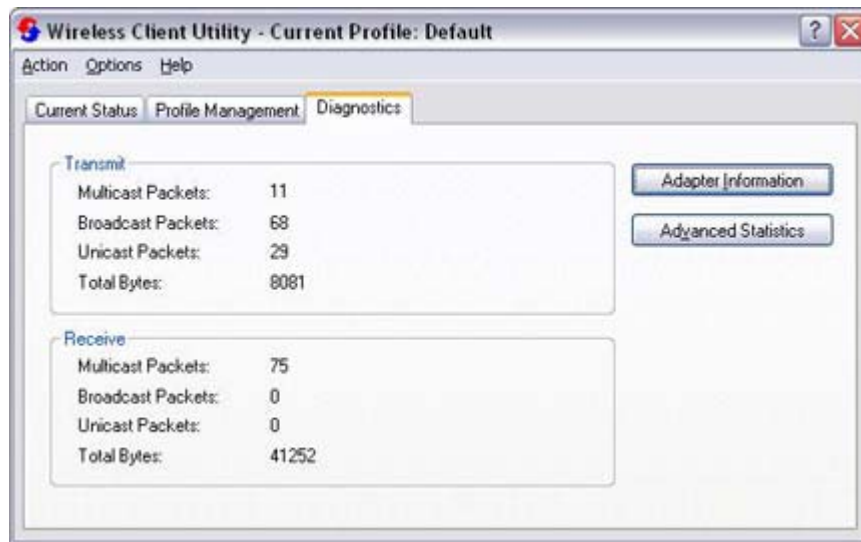 Wireless Client Utility - Current Profile: Default
Action Options Help
Current Status Profile Management Diagnostics
Transmit
Multicast Packets: 11
Broadcast Packets: 68
Unicast Packets: 29
Total Bytes: 8081
Adapter Information
Advanced Statistics
Receive
Multicast Packets: 75
Broadcast Packets: 0
Unicast Packets: 0
Total Bytes: 41252